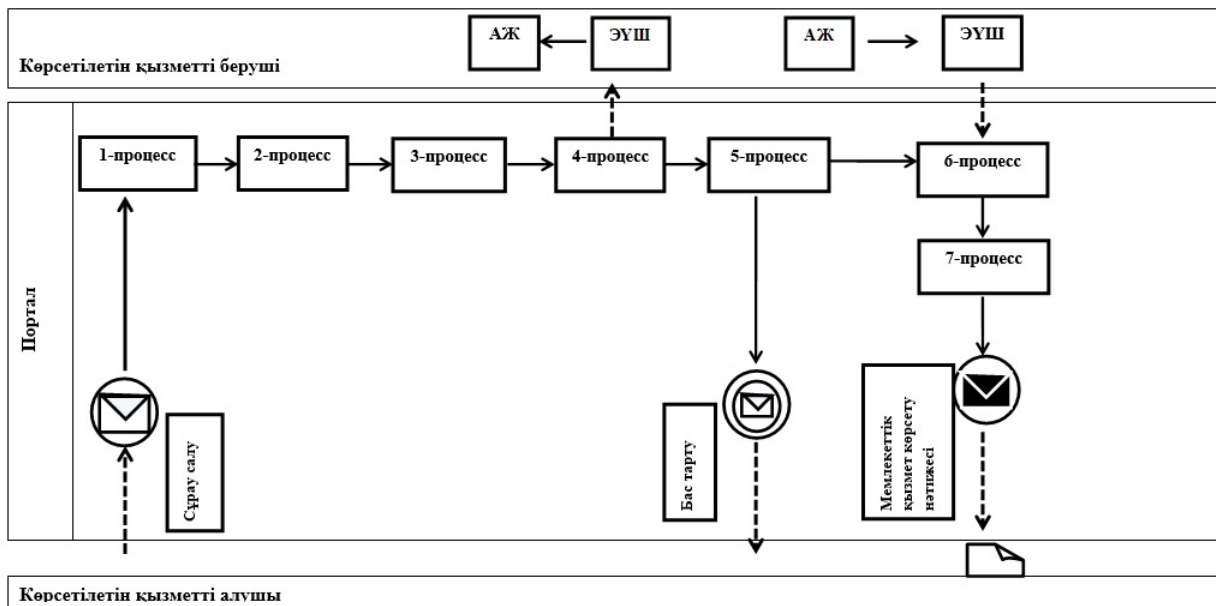 АЖ
ЭҮШ
АЖ
ЭҮШ
Көрсетілетін қызметті беруші
1-процесс
2-процесс
3-процесс
4-процесс
5-процесс
6-процесс
7-процесс
Портал
Сұрау салу
Бас тарту
Мемлекеттік
қызмет көрсету
нәтижесі
Көрсетілетін қызметті алушы